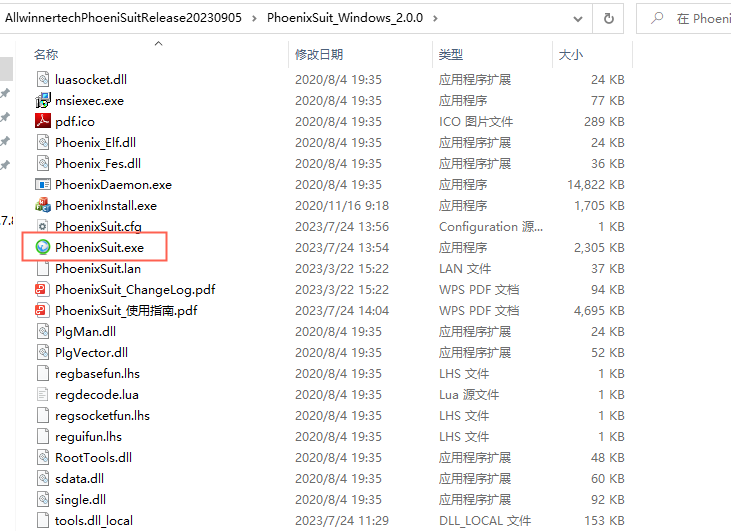 AllwinnertechPhoeniSuitRelease20230905 > PhoenixSuit_Windows_2.0.0 > 在 Phoeni
名称 修改日期 类型 大小
luasocket.dll 2020/8/4 19:35 应用程序扩展 24 KB
msiexec.exe 2020/8/4 19:35 应用程序 77 KB
pdf.ico 2020/8/4 19:35 ICO 图片文件 289 KB
Phoenix_Elf.dll 2020/8/4 19:35 应用程序扩展 24 KB
Phoenix_Fes.dll 2020/8/4 19:35 应用程序扩展 36 KB
PhoenixDaemon.exe 2020/8/4 19:35 应用程序 14,822 KB
PhoenixInstall.exe 2020/11/16 9:18 应用程序 1,705 KB
7.8 PhoenixSuit.cfg 2023/7/24 13:56 Configuration 源... 1 KB
PhoenixSuit.exe 2023/7/24 13:54 应用程序 2,305 KB
PhoenixSuit.lan 2023/3/22 15:22 LAN 文件 37 KB
PhoenixSuit_ChangeLog.pdf 2023/3/22 15:22 WPS PDF 文档 94 KB
PhoenixSuit_使用指南.pdf 2023/7/24 14:04 WPS PDF 文档 4,695 KB
PlgMan.dll 2020/8/4 19:35 应用程序扩展 24 KB
PlgVector.dll 2020/8/4 19:35 应用程序扩展 52 KB
regbasefun.lhs 2020/8/4 19:35 LHS 文件 1 KB
regdecode.lua 2020/8/4 19:35 Lua 源文件 1 KB
regsocketfun.lhs 2020/8/4 19:35 LHS 文件 1 KB
reguifun.lhs 2020/8/4 19:35 LHS 文件 1 KB
RootTools.dll 2020/8/4 19:35 应用程序扩展 48 KB
sdata.dll 2020/8/4 19:35 应用程序扩展 60 KB
single.dll 2020/8/4 19:35 应用程序扩展 92 KB
tools.dll_local 2023/7/24 11:29 DLL_LOCAL 文件 153 KB